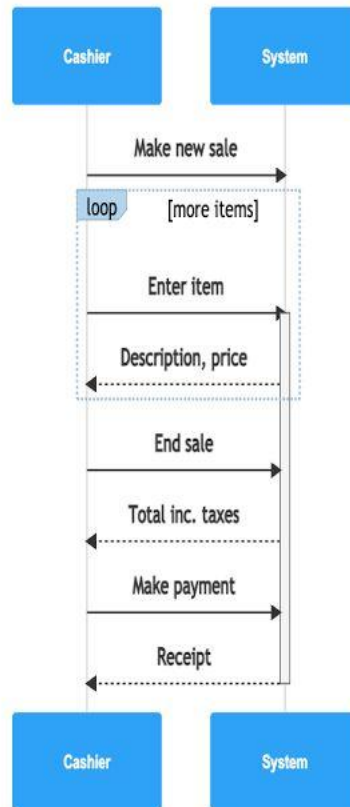 Cashier
System
Make new sale
loop
[more items]
Enter item
Description, price
End sale
Total inc. taxes
Make payment
Receipt
Cashier
System